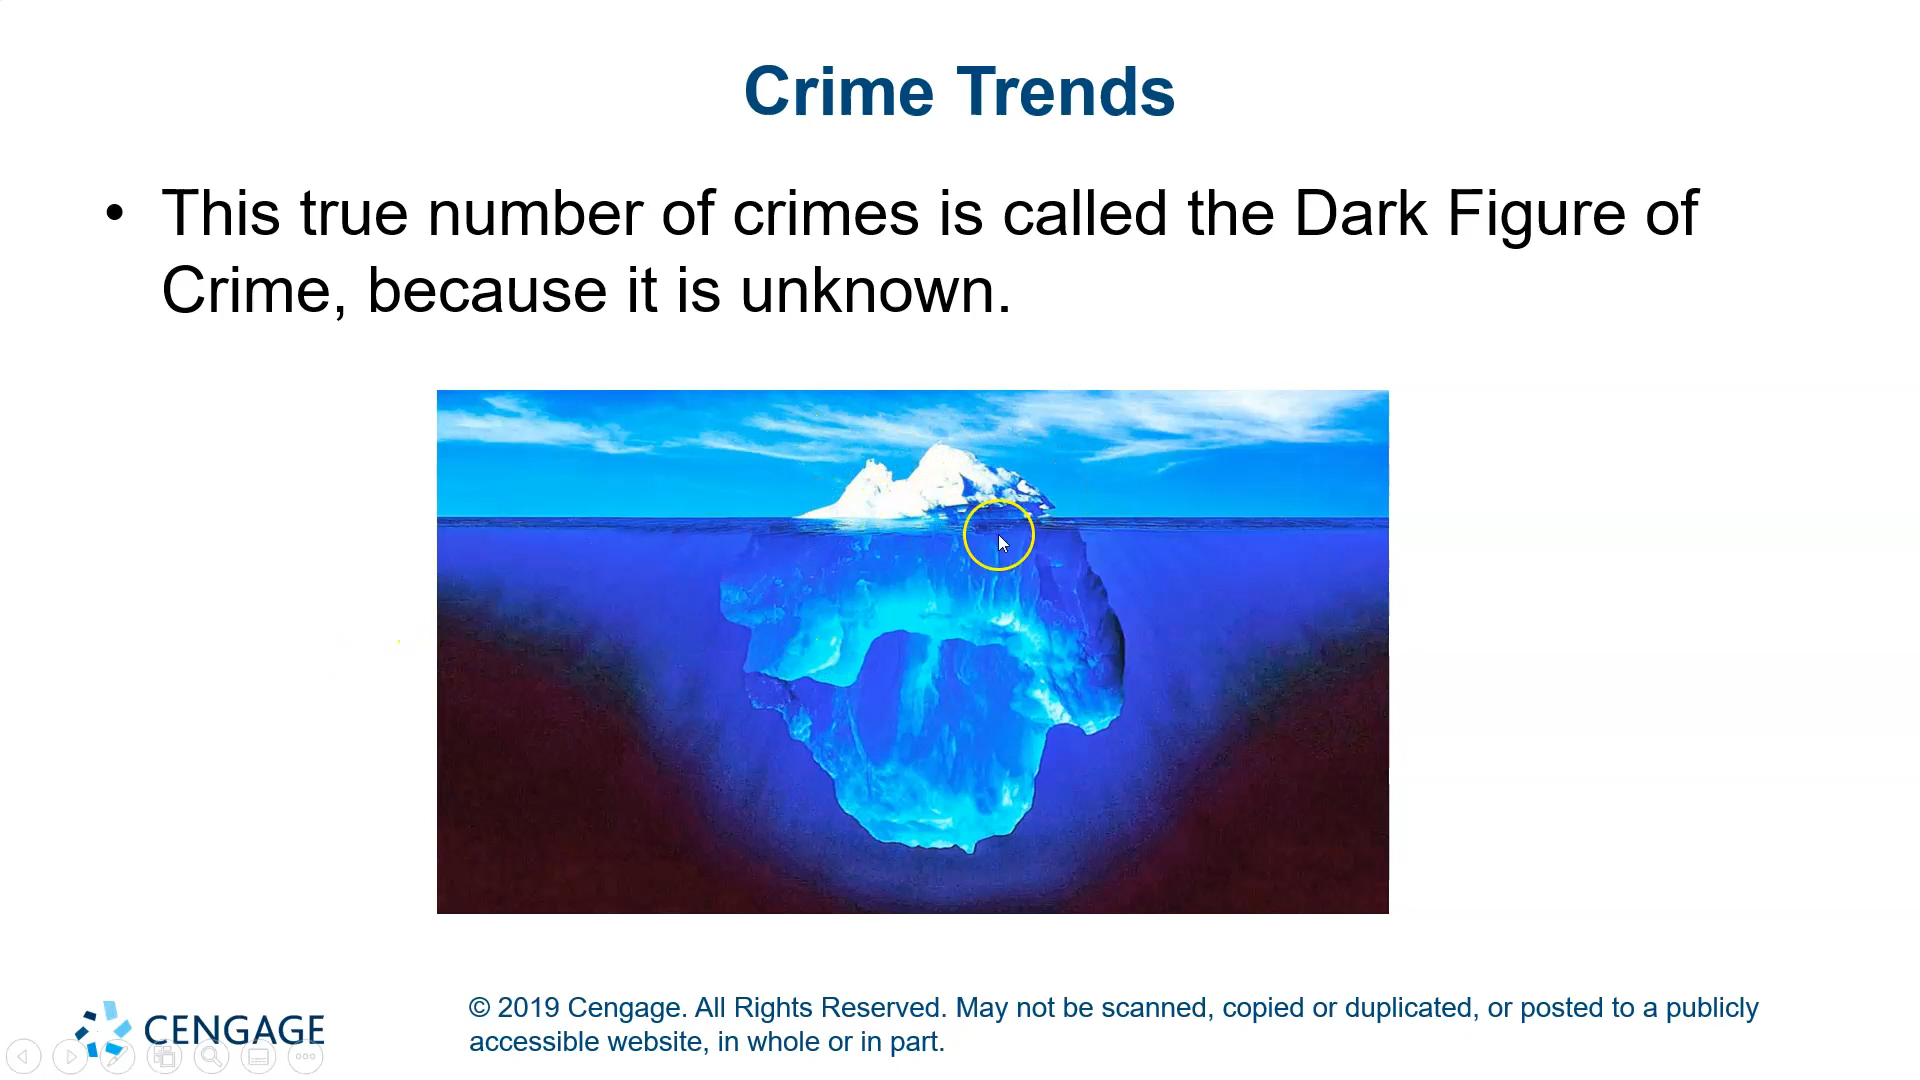 Crime Trends
• This true number of crimes is called the Dark Figure of
Crime, because it is unknown.
CENGAGE
© 2019 Cengage. All Rights Reserved. May not be scanned, copied or duplicated, or posted to a publicly
accessible website, in whole or in part.